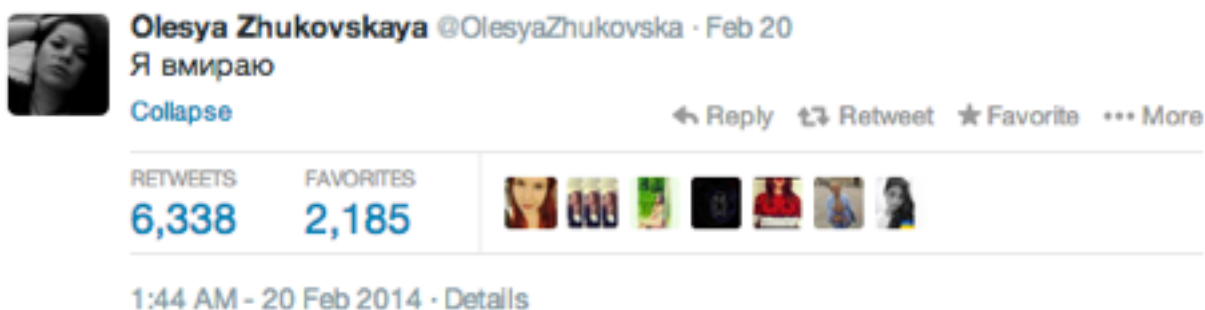 Olesya Zhukovskaya @OlesyaZhukovska · Feb 20
Я вмираю
Collapse Reply Retweet Favorite ••• More
RETWEETS FAVORITES
6,338 2,185
1:44 AM - 20 Feb 2014 · Details